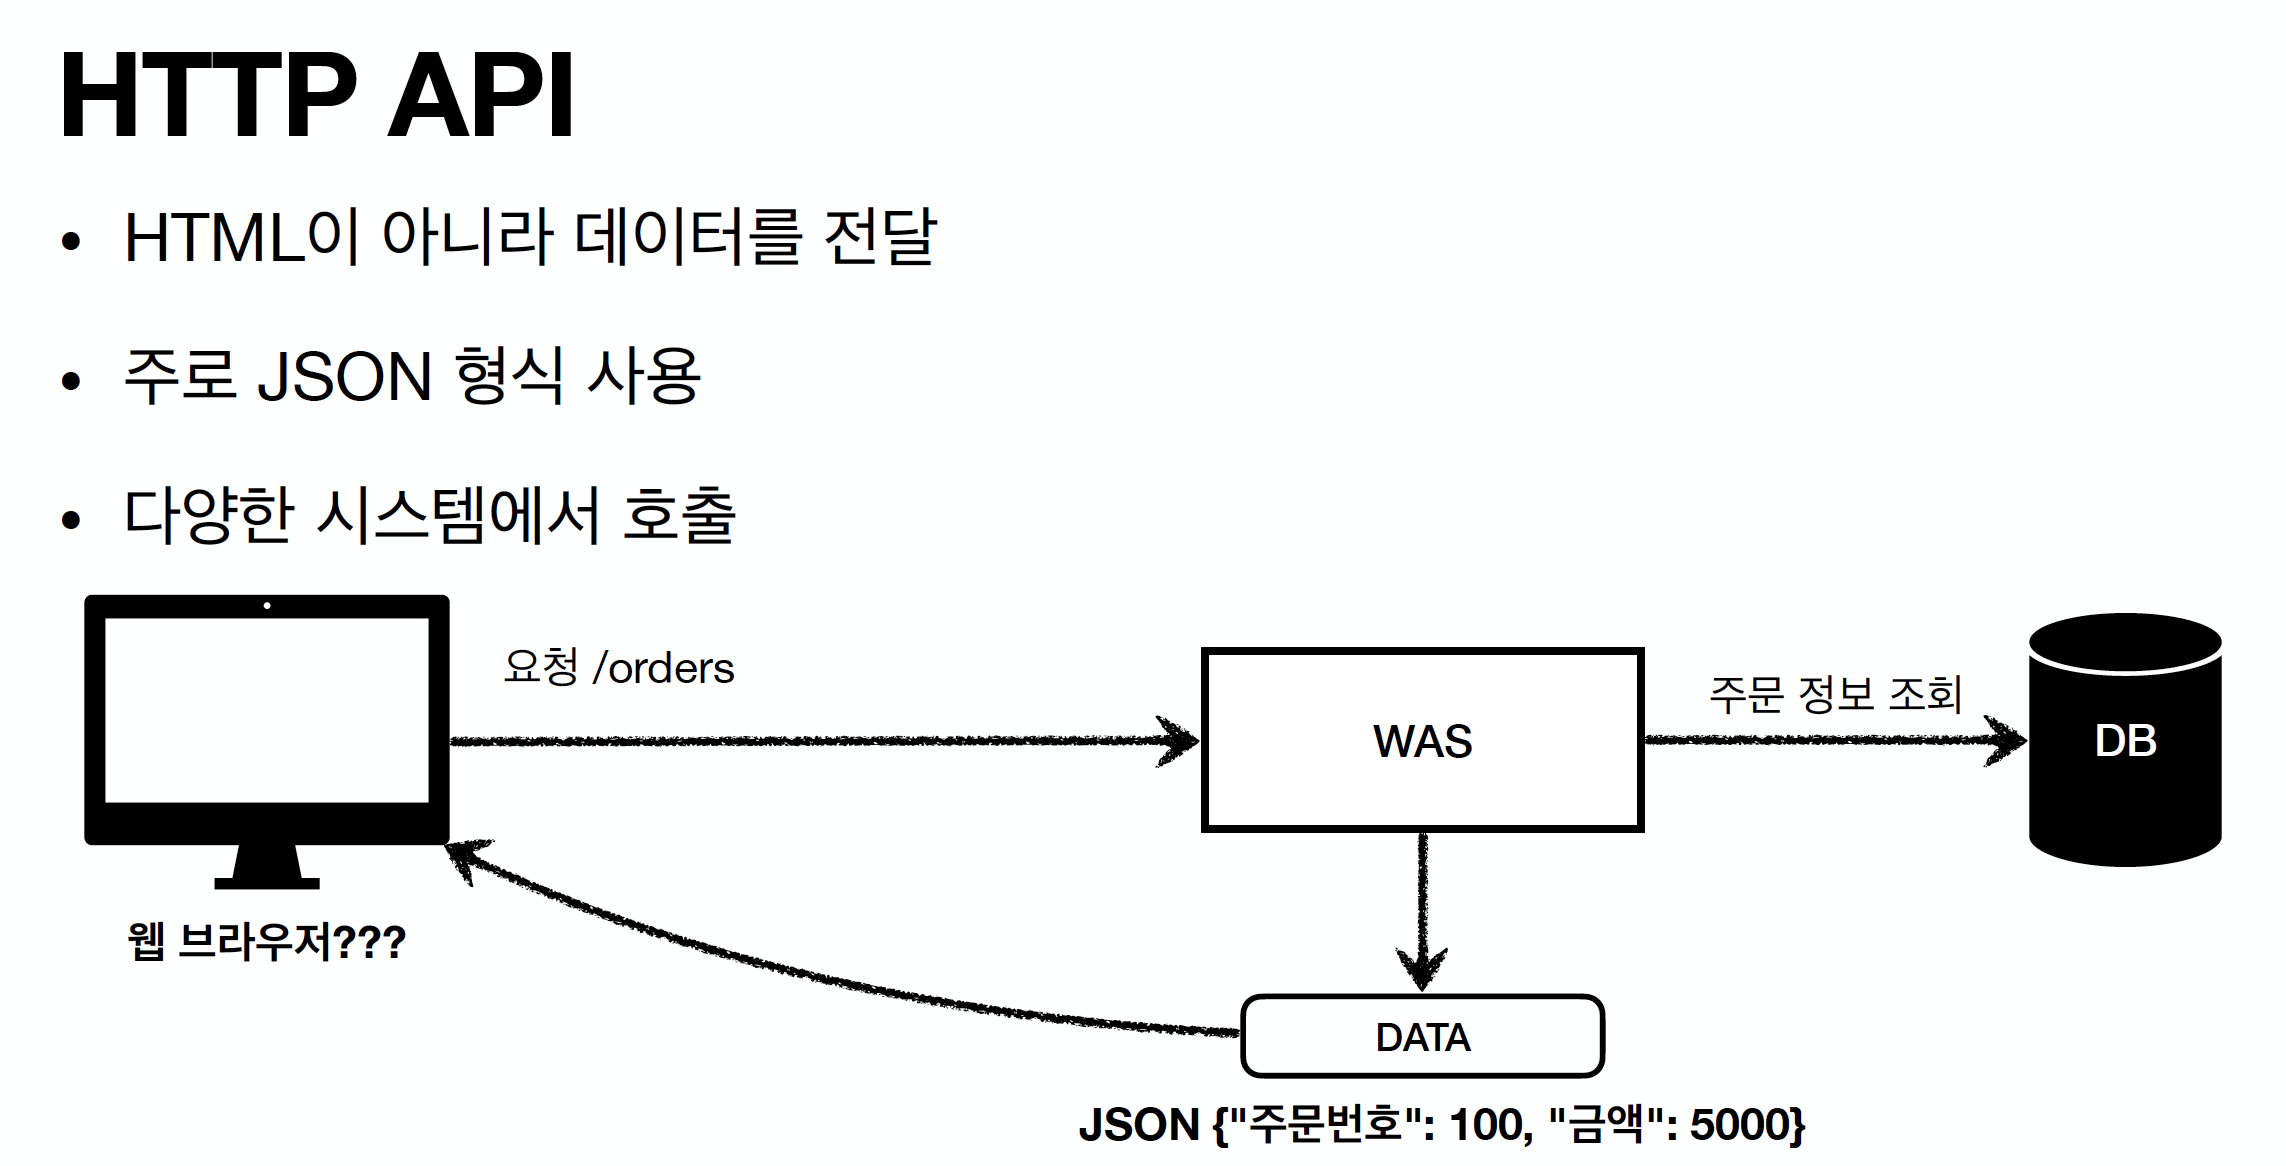 HTTP API
• HTML이 아니라 데이터를 전달
• 주로 JSON 형식 사용
• 다양한 시스템에서 호출
요청 /orders
WAS
주문 정보 조회
DB
웹 브라우저???
DATA
JSON {"주문번호": 100, "금액": 5000}